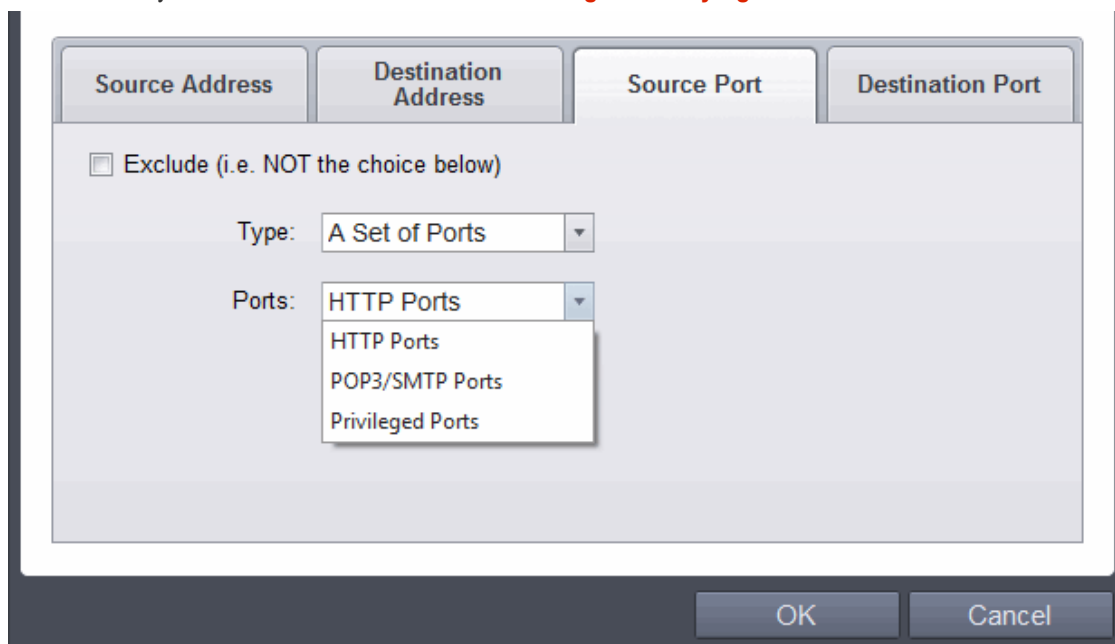 Source Address
Destination
Address
Source Port
Destination Port
Exclude (i.e. NOT the choice below)
Type: A Set of Ports
Ports: HTTP Ports
HTTP Ports
POP3/SMTP Ports
Privileged Ports
OK
Cancel